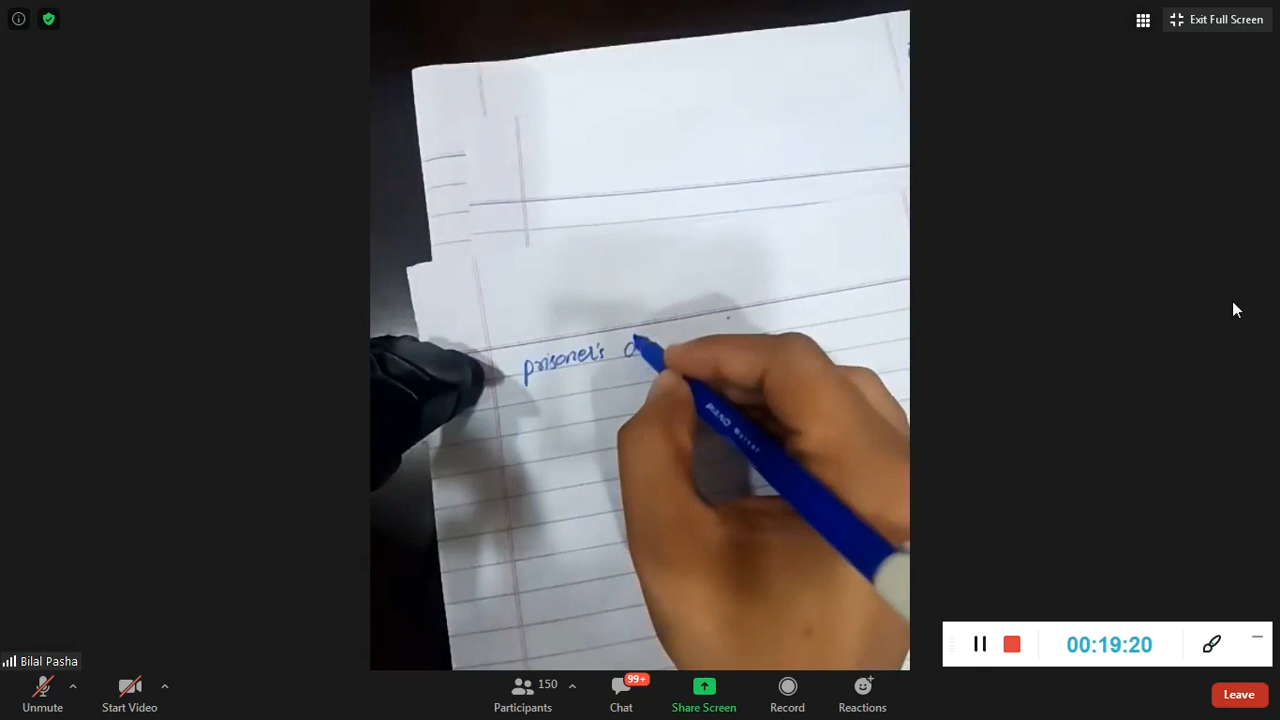 Exit Full Screen
prisoner's d
PIANO
00:19:20
Bilal Pasha
Unmute
Start Video
150
Participants
99+
Chat
Share Screen
Record
Reactions
Leave